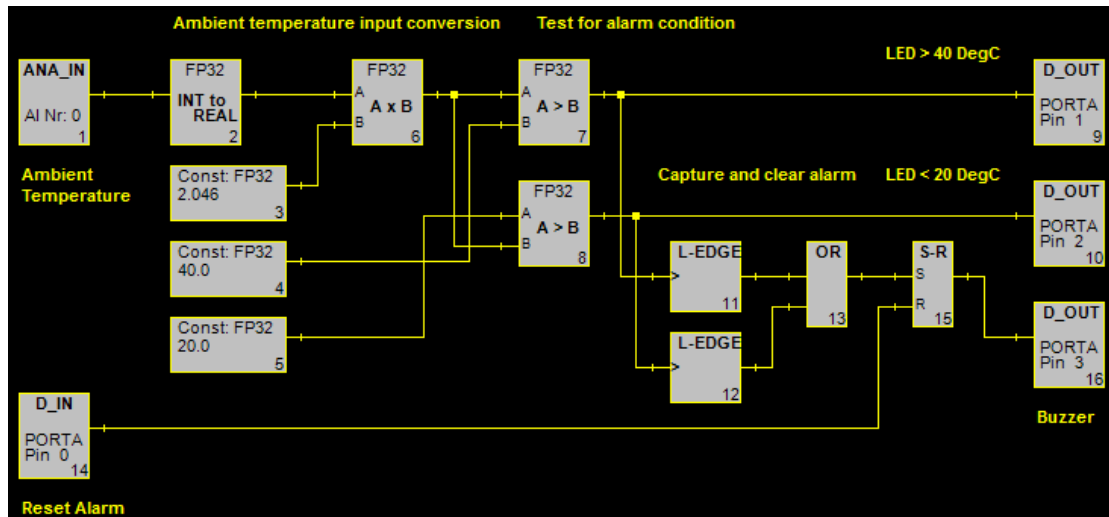 Ambient temperature input conversion
Test for alarm condition
LED > 40 DegC
ANA_IN
AI Nr: 0
1
FP32
INT to
REAL
2
FP32
A
A x B
B
6
FP32
A
A > B
B
7
D_OUT
PORTA
Pin 1
9
Ambient
Temperature
Const: FP32
2.046
3
FP32
A
A > B
B
8
Capture and clear alarm
LED < 20 DegC
D_OUT
PORTA
Pin 2
10
Const: FP32
40.0
4
L-EDGE
>
11
OR
13
S-R
S
R
15
Const: FP32
20.0
5
L-EDGE
>
12
D_OUT
PORTA
Pin 3
16
Buzzer
D_IN
PORTA
Pin 0
14
Reset Alarm